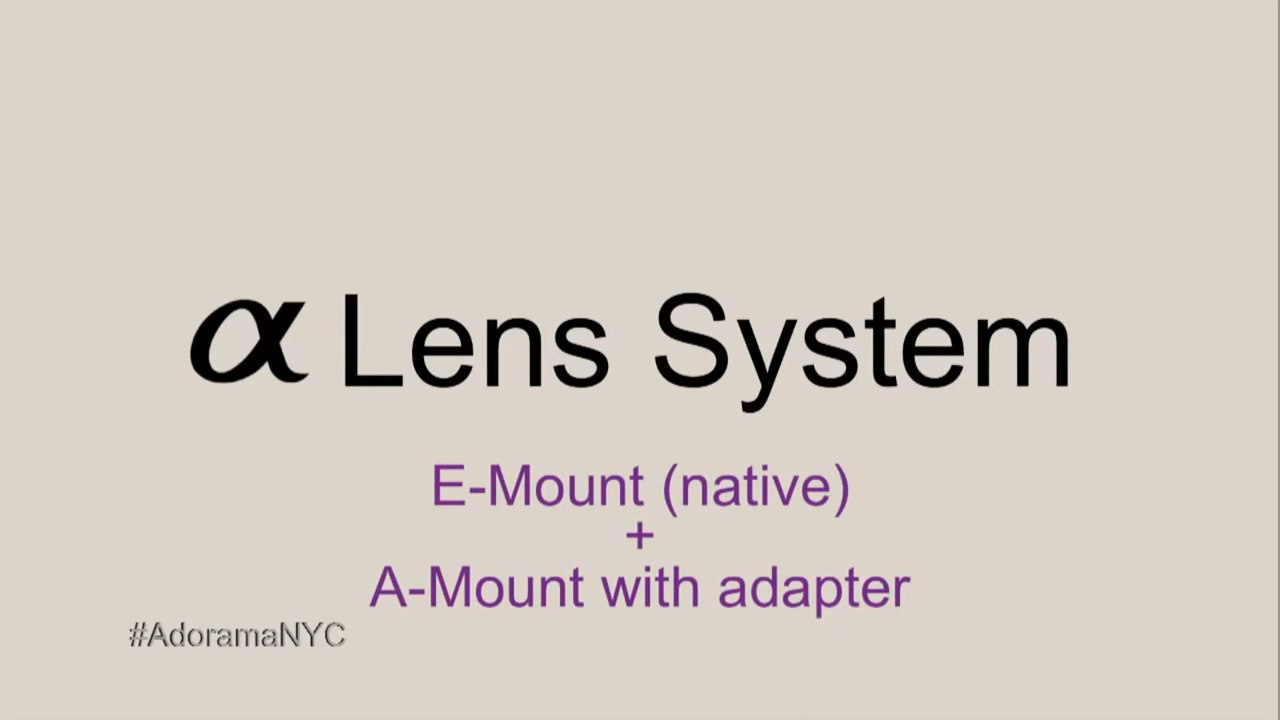 α Lens System
E-Mount (native)
+
A-Mount with adapter
#AdoramaNYC